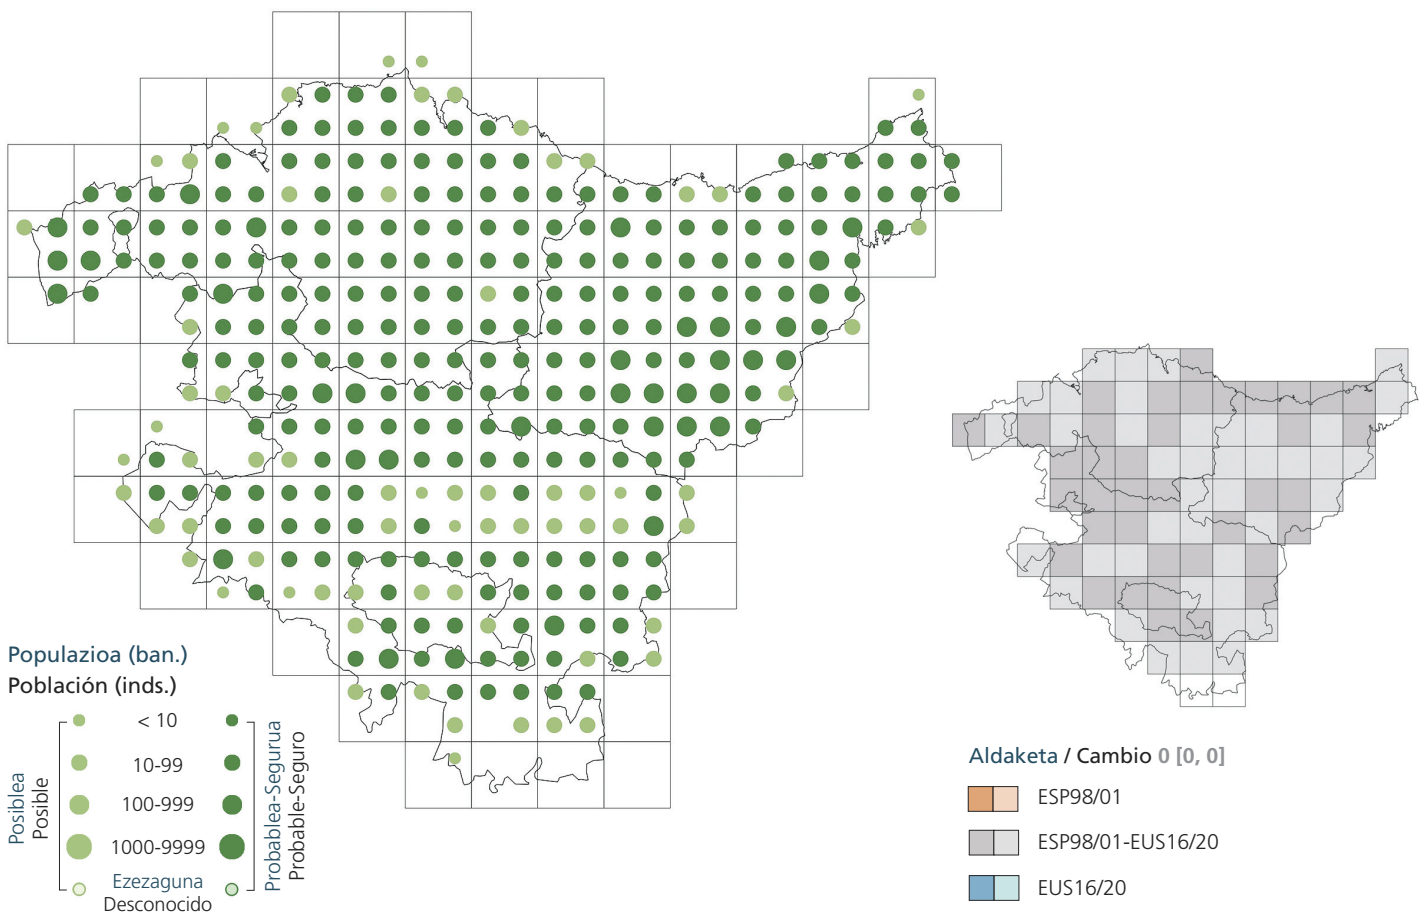 Populazioa (ban.)
Población (inds.)
< 10
10-99
100-999
1000-9999
Ezezaguna
Desconocido
Posiblea
Posible
Probablea-Segurua
Probable-Seguro
Aldaketa / Cambio 0 [0, 0]
ESP98/01
ESP98/01-EUS16/20
EUS16/20